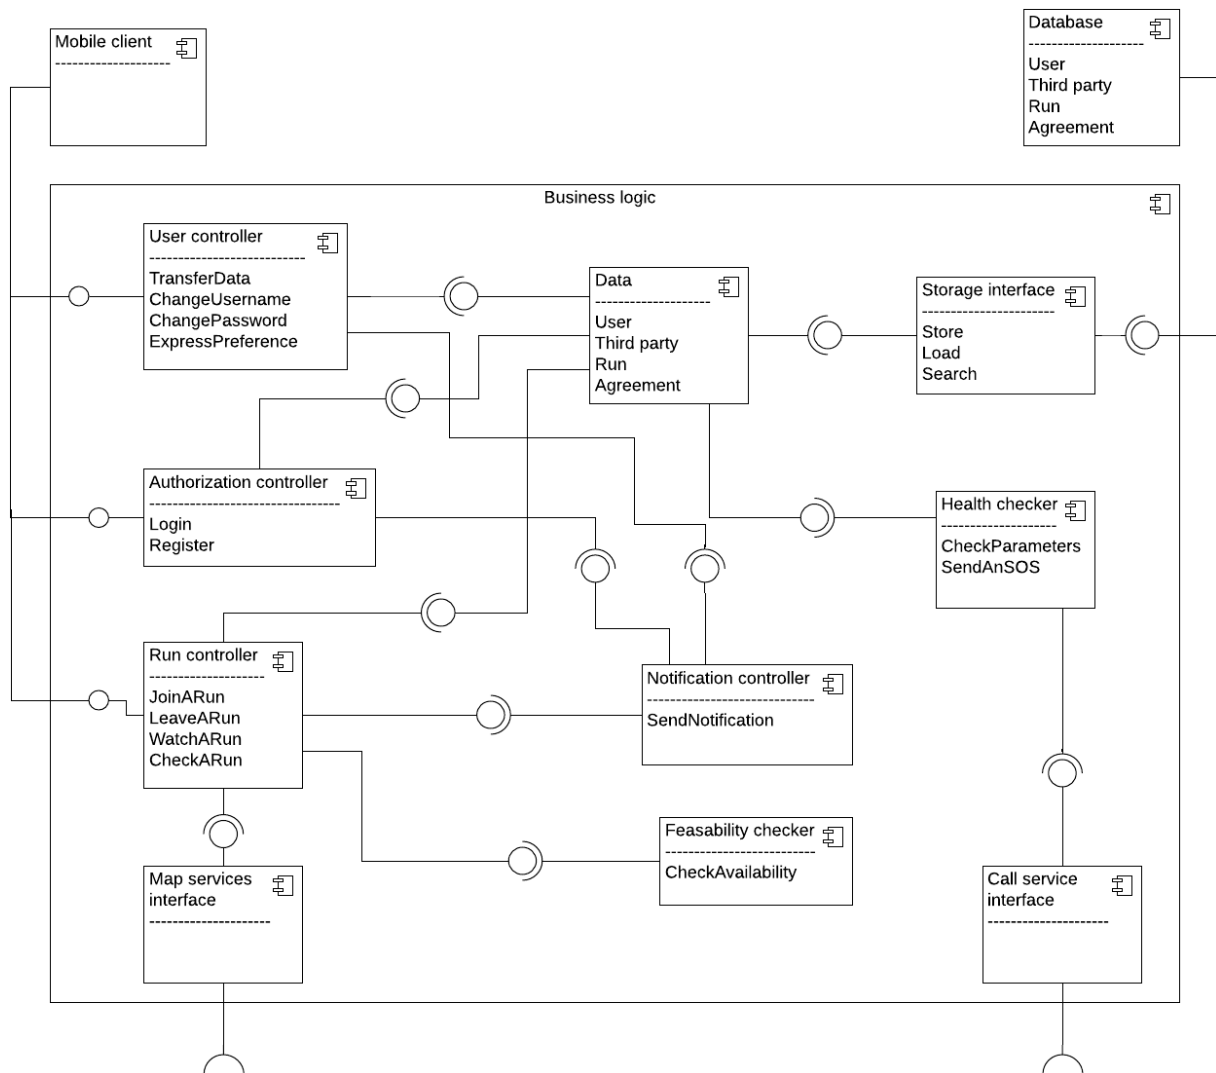 Mobile client
--------------------
Database
--------------------
User
Third party
Run
Agreement
Business logic
User controller
---------------------------
TransferData
ChangeUsername
ChangePassword
ExpressPreference
Data
--------------------
User
Third party
Run
Agreement
Storage interface
-----------------------
Store
Load
Search
Authorization controller
---------------------------------
Login
Register
Health checker
--------------------
CheckParameters
SendAnSOS
Run controller
--------------------
JoinARun
LeaveARun
WatchARun
CheckARun
Notification controller
-----------------------------
SendNotification
Feasability checker
--------------------------
CheckAvailability
Map services
interface
---------------------
Call service
interface
---------------------